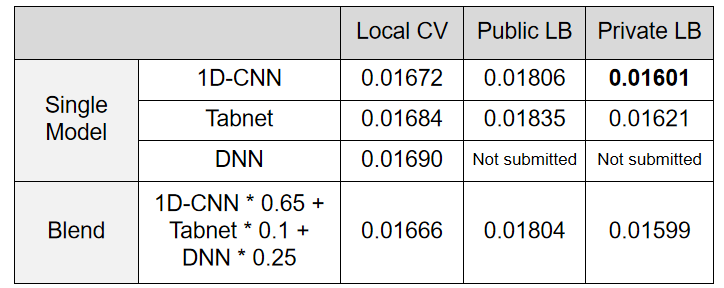 Local CV Public LB Private LB
Single Model 1D-CNN 0.01672 0.01806 0.01601
Tabnet 0.01684 0.01835 0.01621
DNN 0.01690 Not submitted Not submitted
Blend 1D-CNN * 0.65 + Tabnet * 0.1 + DNN * 0.25 0.01666 0.01804 0.01599